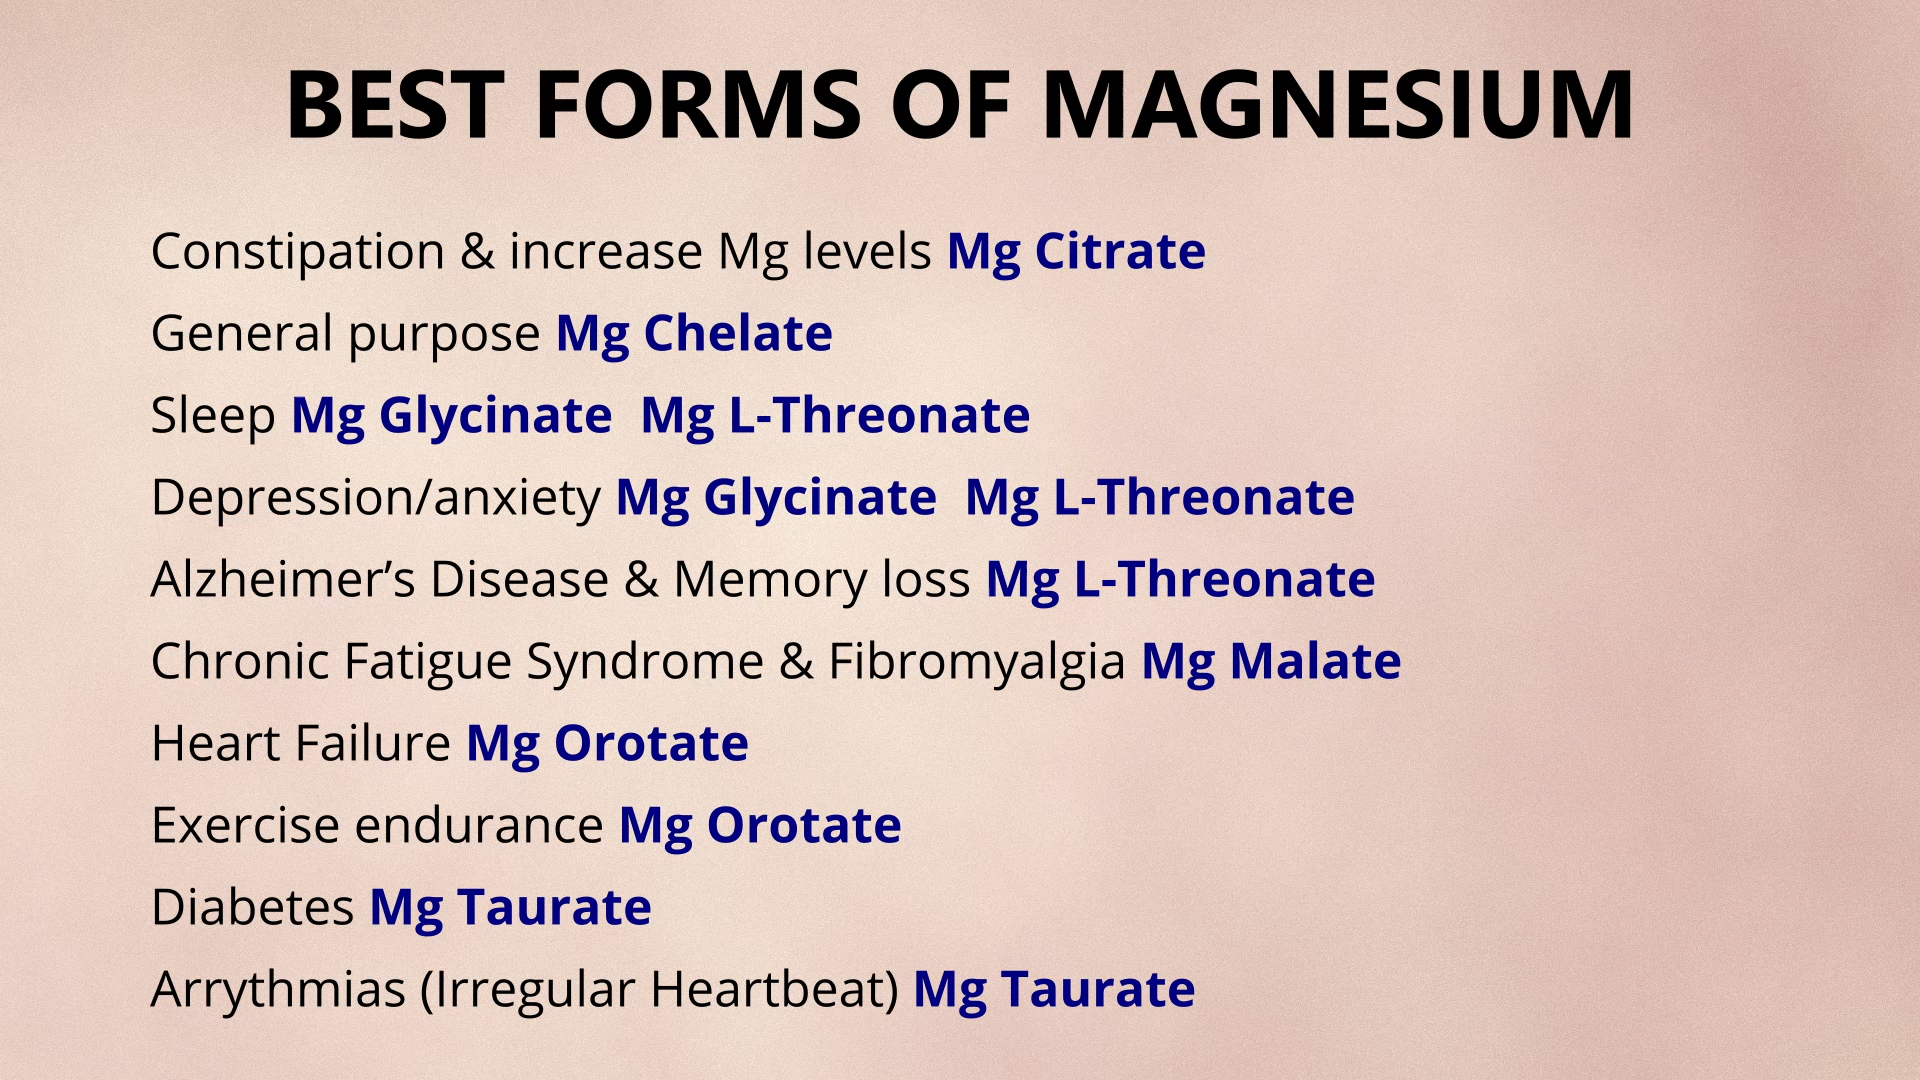 BEST FORMS OF MAGNESIUM
Constipation & increase Mg levels Mg Citrate
General purpose Mg Chelate
Sleep Mg Glycinate  Mg L-Threonate
Depression/anxiety Mg Glycinate  Mg L-Threonate
Alzheimer’s Disease & Memory loss Mg L-Threonate
Chronic Fatigue Syndrome & Fibromyalgia Mg Malate
Heart Failure Mg Orotate
Exercise endurance Mg Orotate
Diabetes Mg Taurate
Arrythmias (Irregular Heartbeat) Mg Taurate